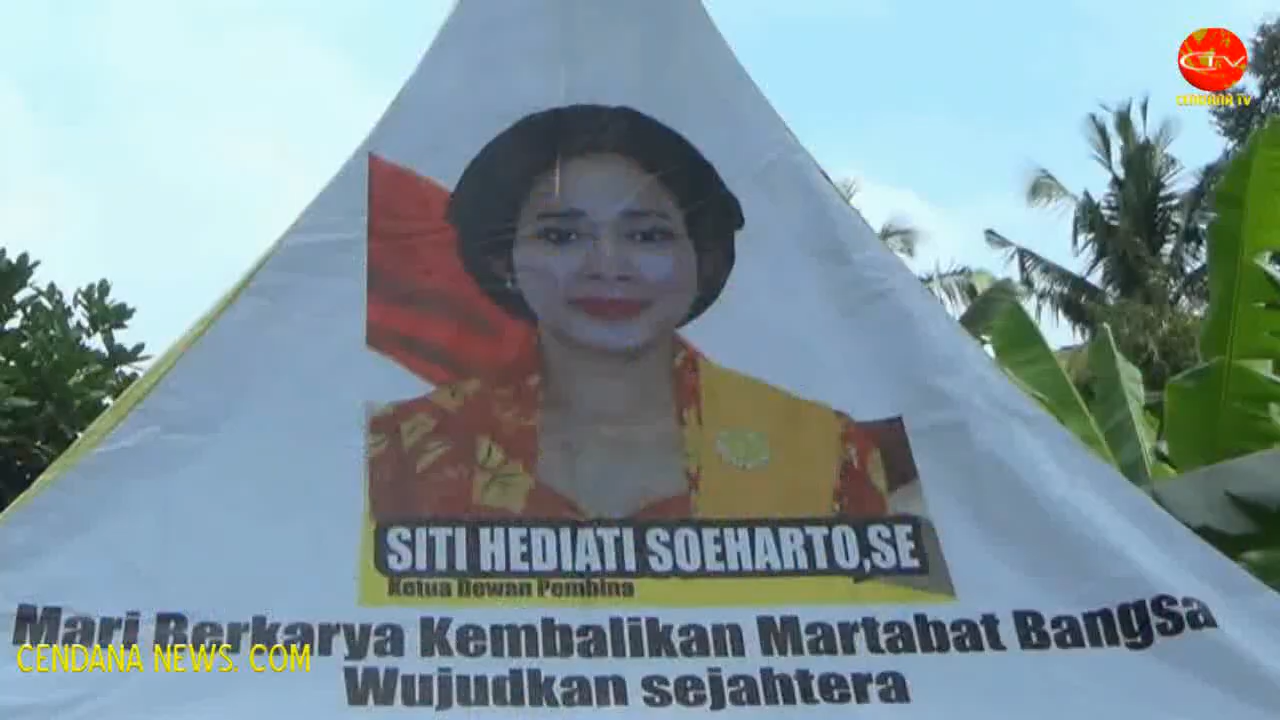 CTV
CENDANA TV
SITI HEDIATI SOEHARTO,SE
Ketua Dewan Pembina
Mari Berkarya Kembalikan Martabat Bangsa
CENDANA NEWS. COM
Wujudkan sejahtera